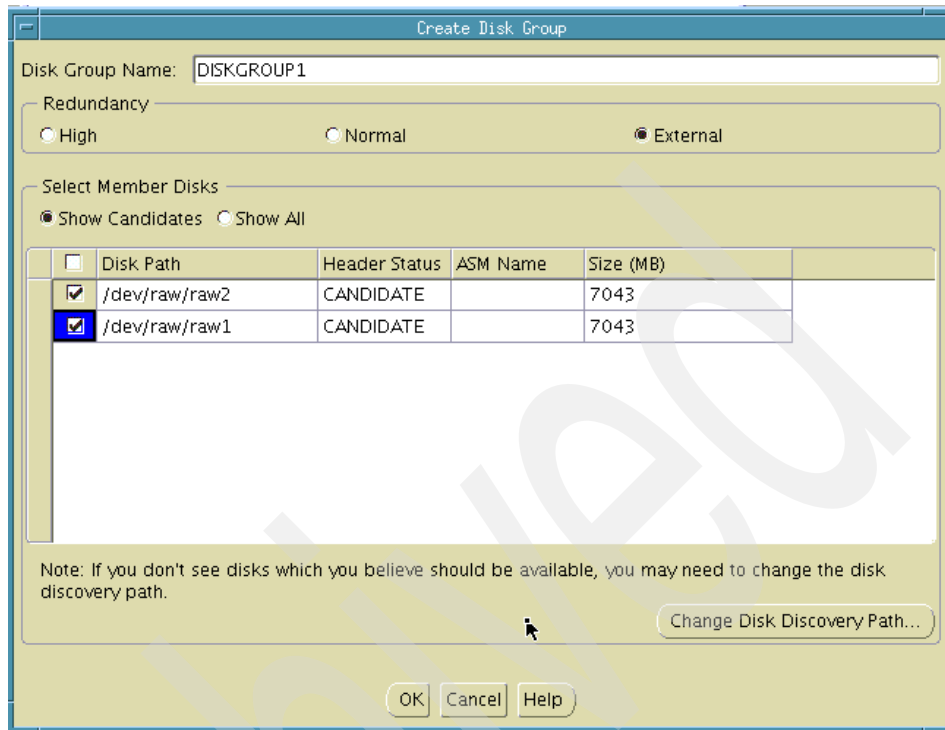 Create Disk Group
Disk Group Name: DISKGROUP1
Redundancy
High Normal External
Select Member Disks
Show Candidates Show All
Disk Path Header Status ASM Name Size (MB)
/dev/raw/raw2 CANDIDATE 7043
/dev/raw/raw1 CANDIDATE 7043
Note: If you don't see disks which you believe should be available, you may need to change the disk
discovery path.
Change Disk Discovery Path...
OK Cancel Help